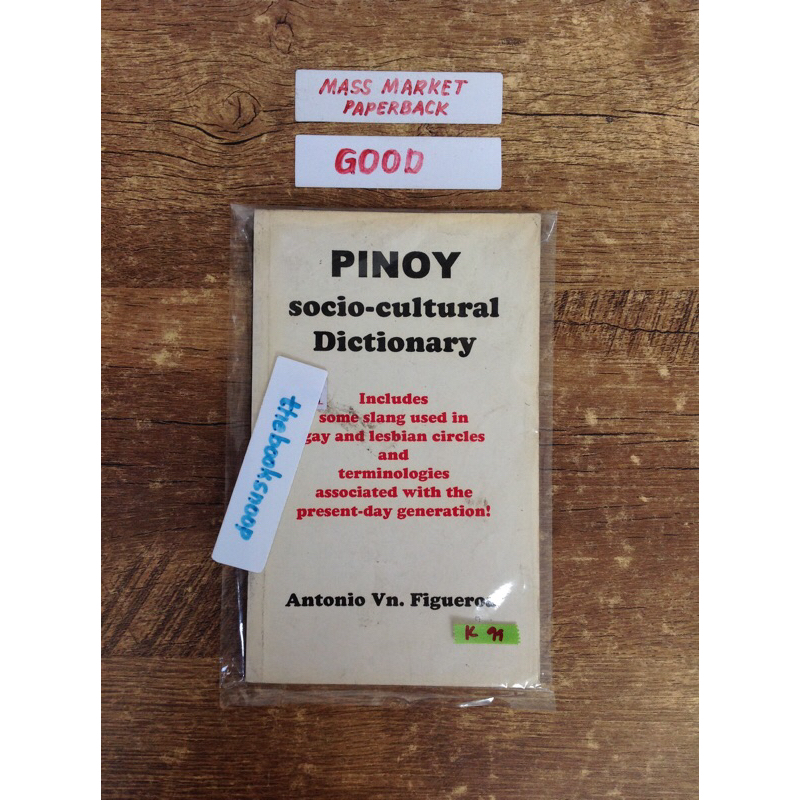 MASS MARKET
PAPERBACK
GOOD
PINOY
socio-cultural
Dictionary
Includes
some slang used in
gay and lesbian circles
and
terminologies
associated with the
present-day generation!
thebooksnoop
Antonio Vn. Figueroa
K 99